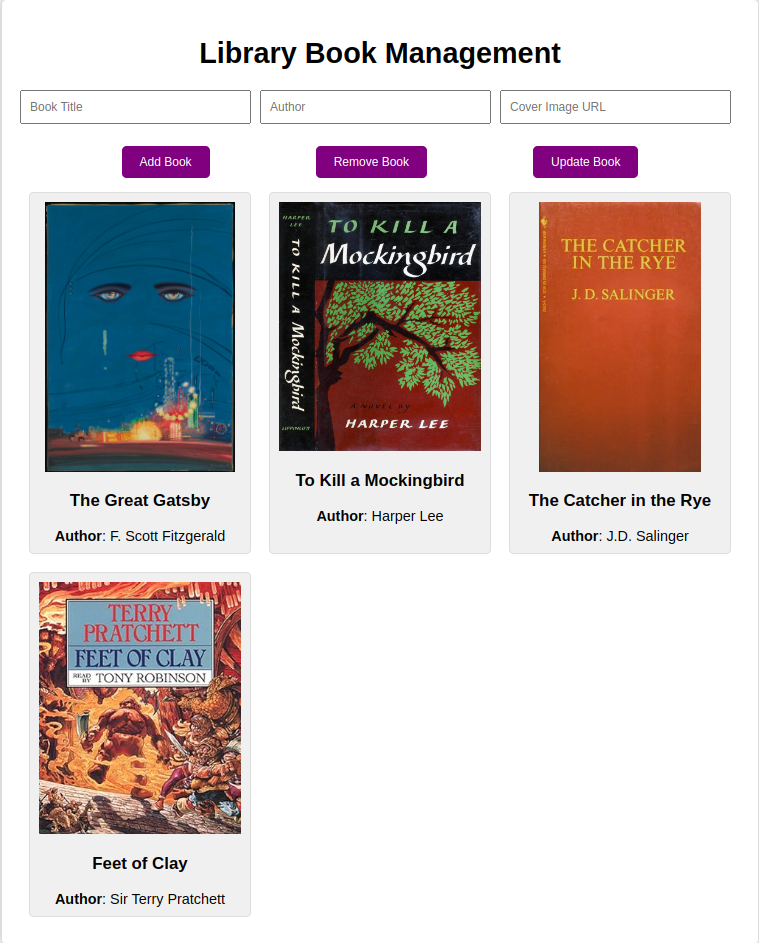 Library Book Management
Book Title
Author
Cover Image URL
Add Book
Remove Book
Update Book
HARPER
LEE
TO KILL A Mockingbird
LIPPINCOTT
TO KILL A
Mockingbird
A NOVEL BY
HARPER LEE
THE CATCHER
IN THE RYE
J. D. SALINGER
The Great Gatsby
Author: F. Scott Fitzgerald
To Kill a Mockingbird
Author: Harper Lee
The Catcher in the Rye
Author: J.D. Salinger
TERRY
PRATCHETT
FEET OF CLAY
READ
BY
TONY ROBINSON
Feet of Clay
Author: Sir Terry Pratchett